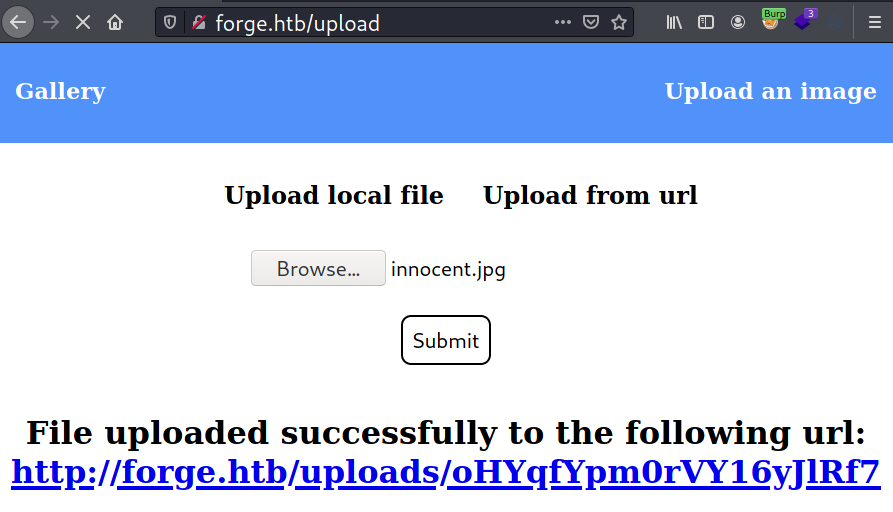 forge.htb/upload
Burp
3
Gallery
Upload an image
Upload local file
Upload from url
Browse…
innocent.jpg
Submit
File uploaded successfully to the following url:
http://forge.htb/uploads/oHYqfYpm0rVY16yJlRf7